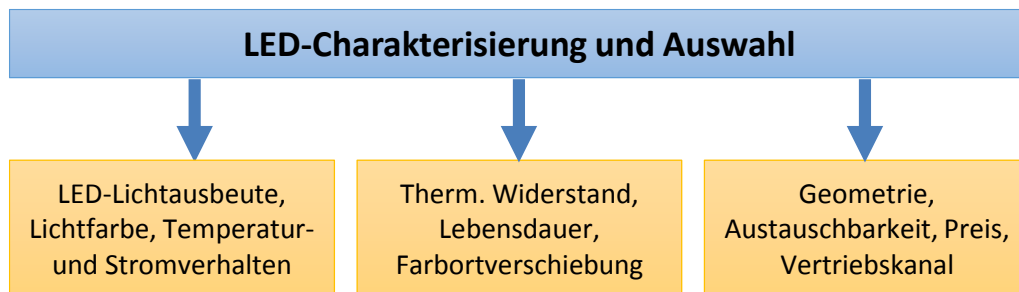 LED-Charakterisierung und Auswahl
LED-Lichtausbeute,
Lichtfarbe, Temperatur-
und Stromverhalten
Therm. Widerstand,
Lebensdauer,
Farbortverschiebung
Geometrie,
Austauschbarkeit, Preis,
Vertriebskanal